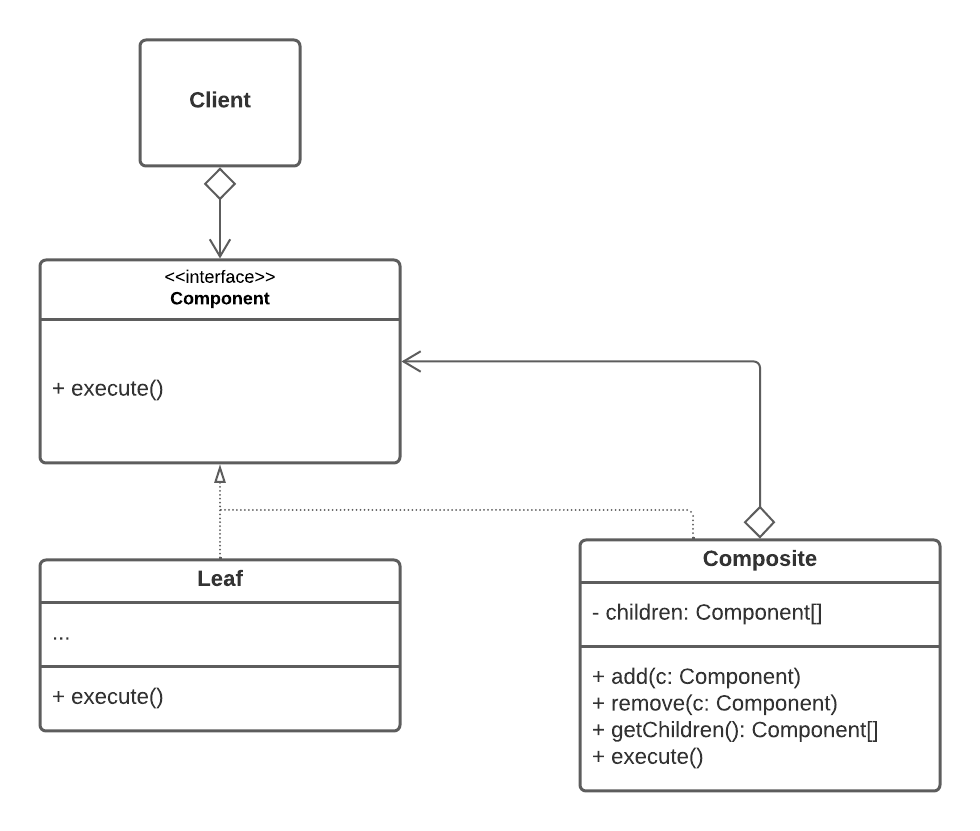 Client
<<interface>>
Component
+ execute()
Leaf
...
+ execute()
Composite
- children: Component[]
+ add(c: Component)
+ remove(c: Component)
+ getChildren(): Component[]
+ execute()